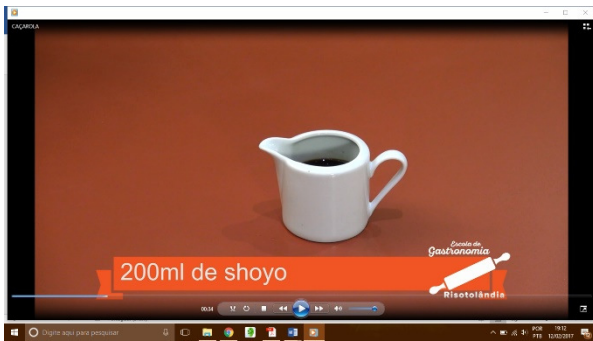 CAÇAROLA
200ml de shoyo
Escola de
Gastronomia
Risotolândia
00:14
Digite aqui para pesquisar
POR
PTB
19:12
12/02/2017